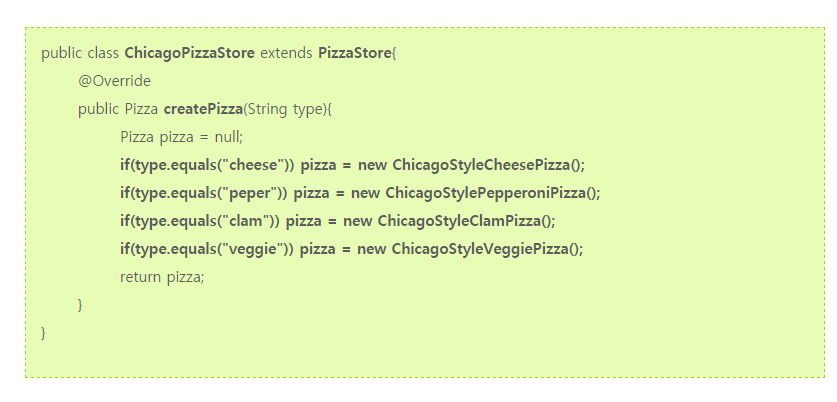 public class ChicagoPizzaStore extends PizzaStore{
@Override
public Pizza createPizza(String type){
Pizza pizza = null;
if(type.equals("cheese")) pizza = new ChicagoStyleCheesePizza();
if(type.equals("peper")) pizza = new ChicagoStylePepperoniPizza();
if(type.equals("clam")) pizza = new ChicagoStyleClamPizza();
if(type.equals("veggie")) pizza = new ChicagoStyleVeggiePizza();
return pizza;
}
}